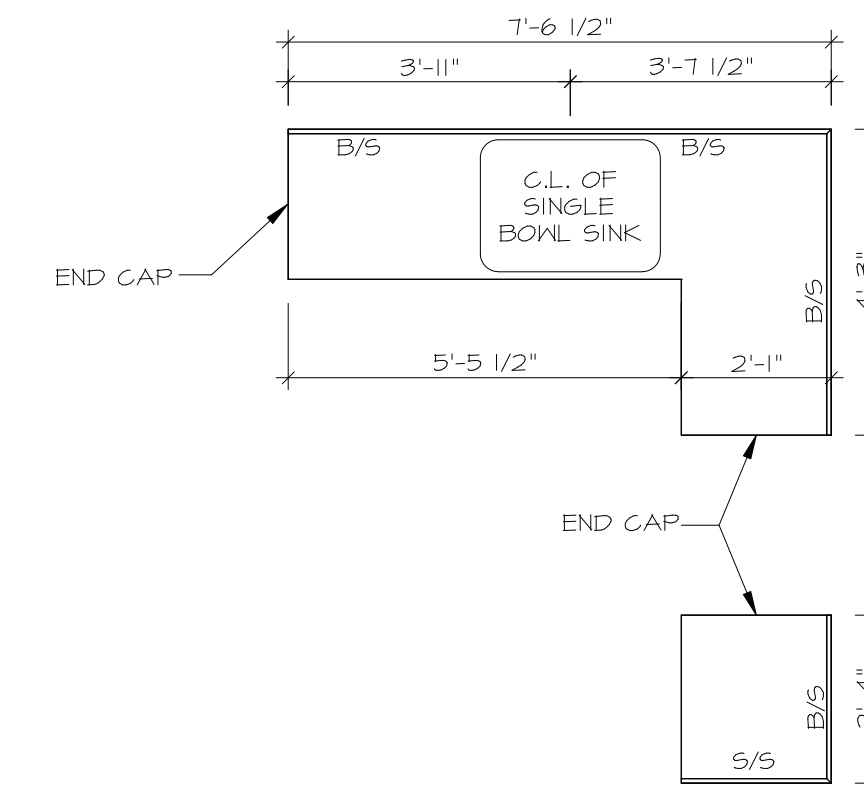 7'-6 1/2"
3'-11"
3'-7 1/2"
B/S
B/S
C.L. OF
SINGLE
BOWL SINK
END CAP
B/S
5'-5 1/2"
2'-1"
END CAP
B/S
S/S